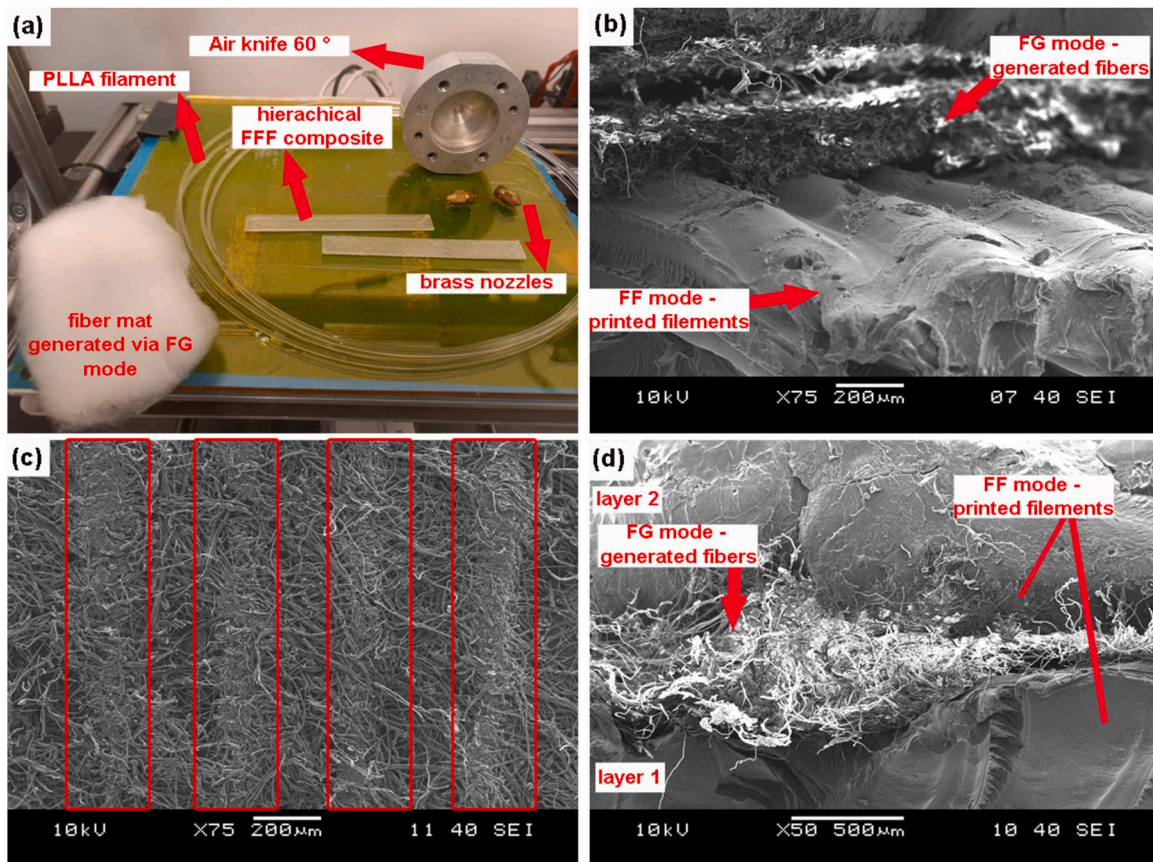 (a)
Air knife 60 °
PLLA filament
hierachical
FFF composite
brass nozzles
fiber mat
generated via FG
mode
(b)
FG mode -
generated fibers
FF mode -
printed filements
10kV X75 200μm 07 40 SEI
(c)
10kV X75 200μm 11 40 SEI
(d)
layer 2
FF mode -
printed filements
FG mode -
generated fibers
layer 1
10kV X50 500μm 10 40 SEI